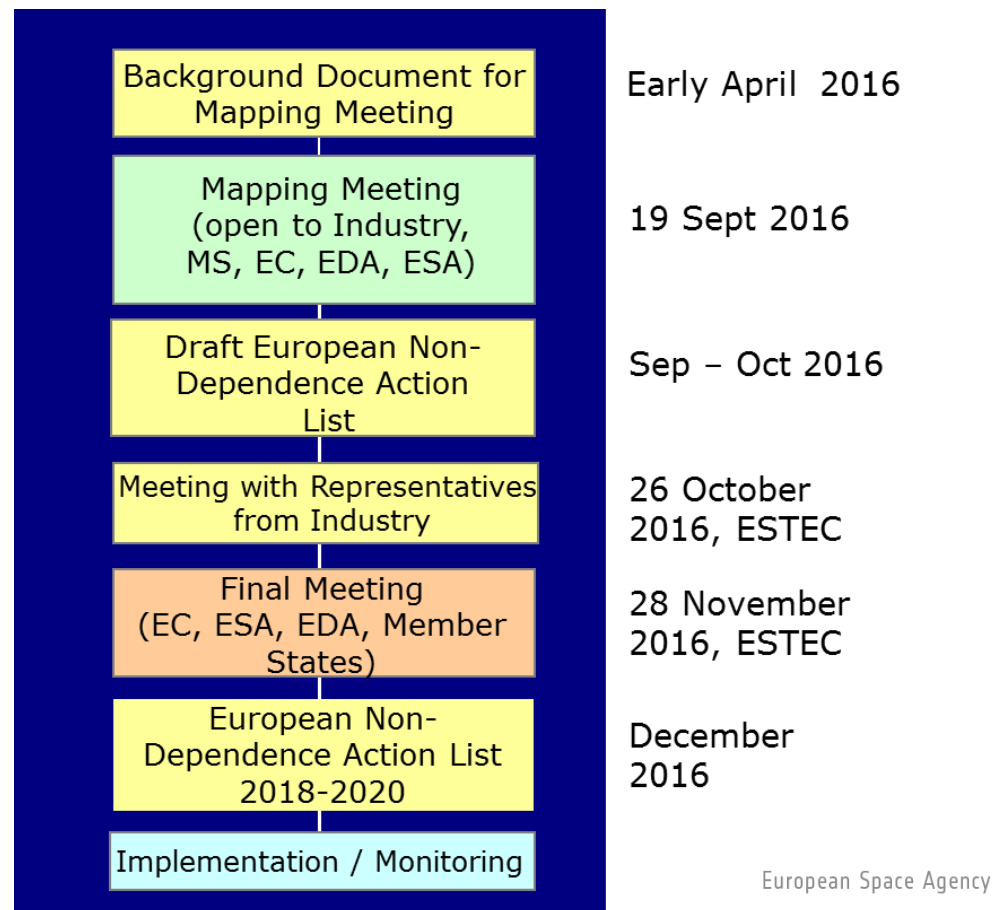 Background Document for
Mapping Meeting
Early April 2016
Mapping Meeting
(open to Industry,
MS, EC, EDA, ESA)
19 Sept 2016
Draft European Non-
Dependence Action
List
Sep – Oct 2016
Meeting with Representatives
from Industry
26 October
2016, ESTEC
Final Meeting
(EC, ESA, EDA, Member
States)
28 November
2016, ESTEC
European Non-
Dependence Action List
2018-2020
December
2016
Implementation / Monitoring
European Space Agency